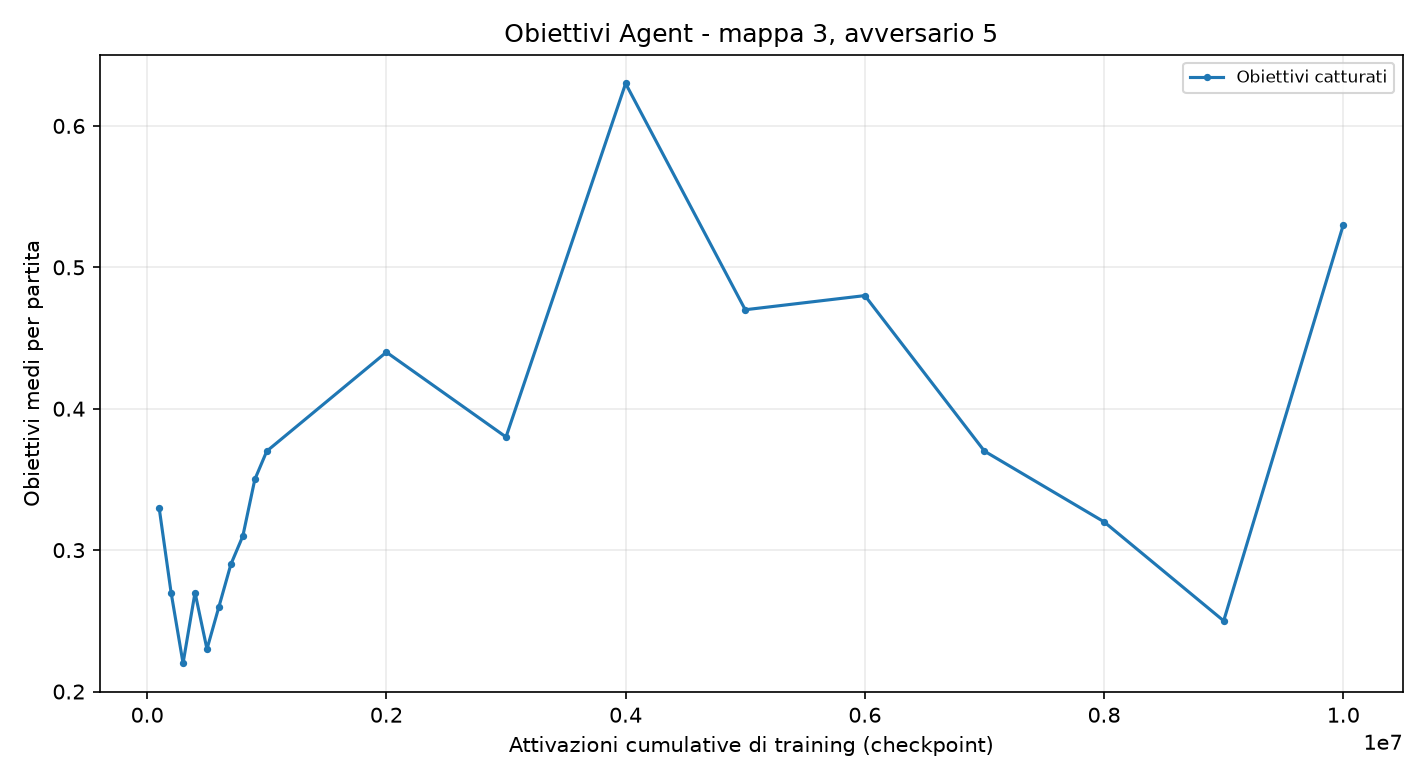 Obiettivi Agent - mappa 3, avversario 5
Obiettivi catturati
Obiettivi medi per partita
0.6
0.5
0.4
0.3
0.2
0.0
0.2
0.4
0.6
0.8
1.0
1e7
Attivazioni cumulative di training (checkpoint)